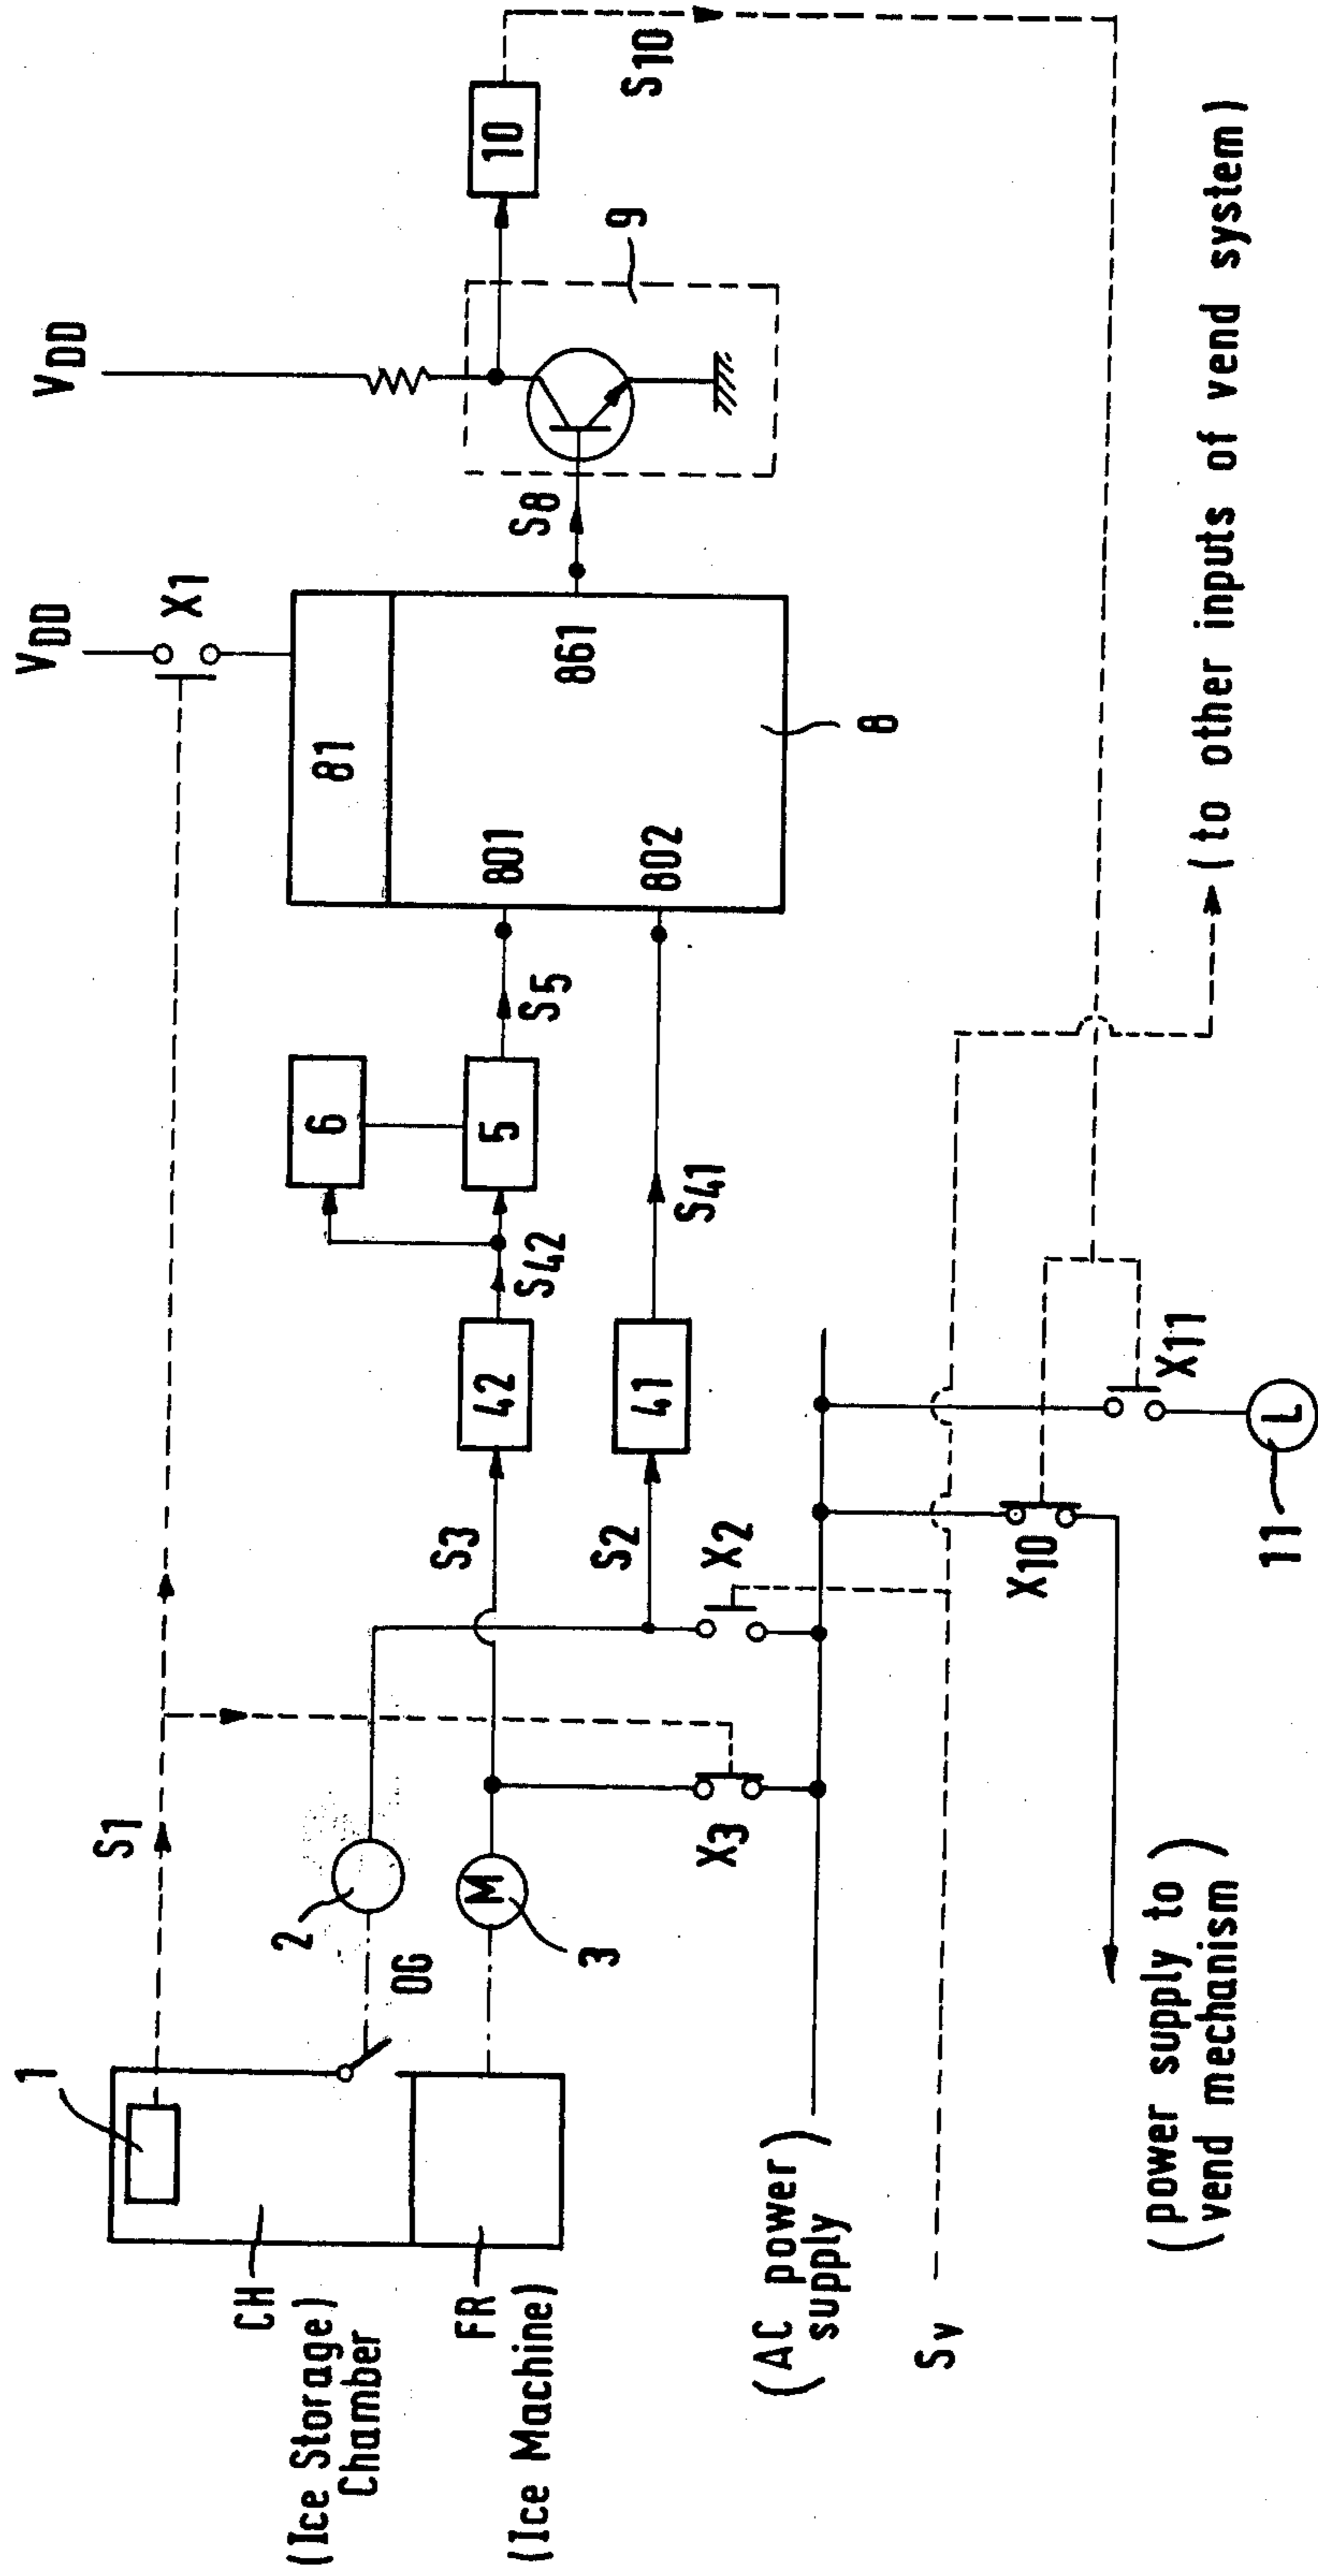 VDD
VDD
X1
S1
1
2
OG
3
M
CH
(Ice Storage)
Chamber
FR
(Ice Machine)
S3
S2
X2
X3
42
41
S42
S41
6
5
S5
81
801
802
861
8
S8
9
10
S10
(AC power)
supply
SV
X10
X11
11
L
(power supply to)
(vend mechanism)
(to other inputs of vend system)